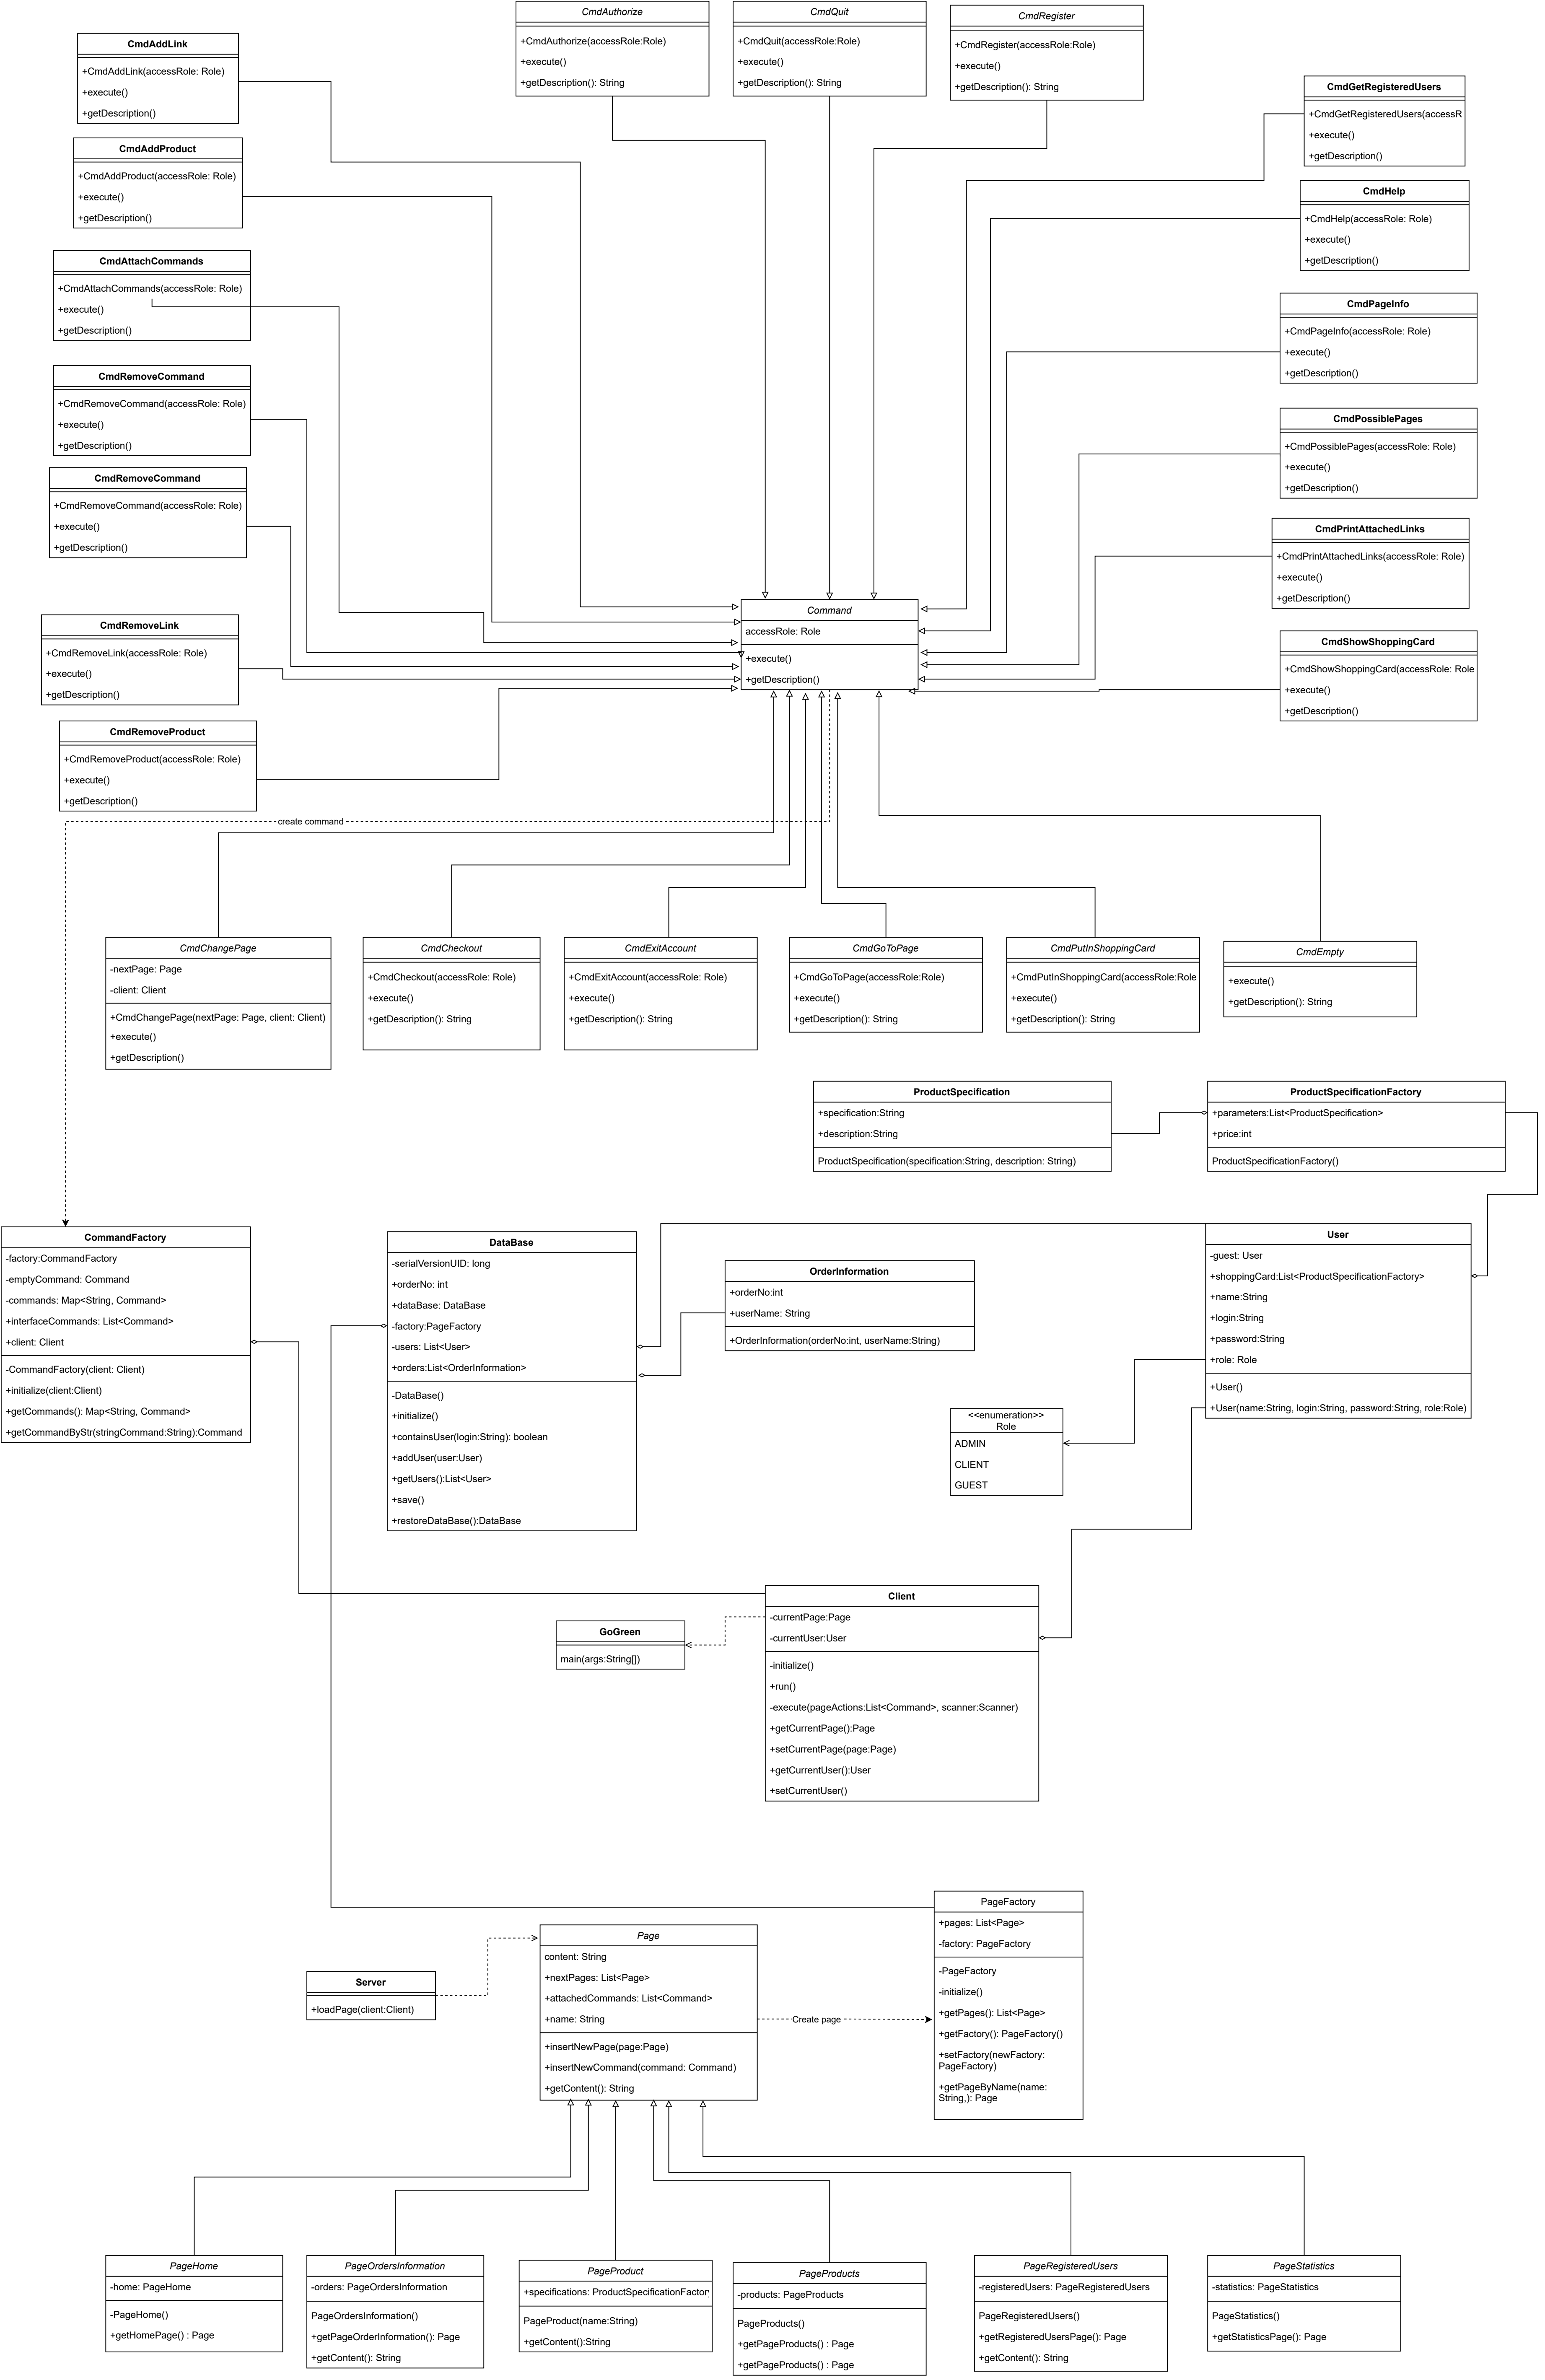 CmdAuthorize
+CmdAuthorize(accessRole:Role)
+execute()
+getDescription(): String
CmdQuit
+CmdQuit(accessRole:Role)
+execute()
+getDescription(): String
CmdRegister
+CmdRegister(accessRole:Role)
+execute()
+getDescription(): String
CmdAddLink
+CmdAddLink(accessRole: Role)
+execute()
+getDescription()
CmdGetRegisteredUsers
+CmdGetRegisteredUsers(accessR
+execute()
+getDescription()
CmdAddProduct
+CmdAddProduct(accessRole: Role)
+execute()
+getDescription()
CmdHelp
+CmdHelp(accessRole: Role)
+execute()
+getDescription()
CmdAttachCommands
+CmdAttachCommands(accessRole: Role)
+execute()
+getDescription()
CmdPageInfo
+CmdPageInfo(accessRole: Role)
+execute()
+getDescription()
CmdRemoveCommand
+CmdRemoveCommand(accessRole: Role)
+execute()
+getDescription()
CmdPossiblePages
+CmdPossiblePages(accessRole: Role)
+execute()
+getDescription()
CmdRemoveCommand
+CmdRemoveCommand(accessRole: Role)
+execute()
+getDescription()
CmdPrintAttachedLinks
+CmdPrintAttachedLinks(accessRole: Role)
+execute()
+getDescription()
Command
accessRole: Role
+execute()
+getDescription()
CmdRemoveLink
+CmdRemoveLink(accessRole: Role)
+execute()
+getDescription()
CmdShowShoppingCard
+CmdShowShoppingCard(accessRole: Role
+execute()
+getDescription()
CmdRemoveProduct
+CmdRemoveProduct(accessRole: Role)
+execute()
+getDescription()
create command
CmdChangePage
-nextPage: Page
-client: Client
+CmdChangePage(nextPage: Page, client: Client)
+execute()
+getDescription()
CmdCheckout
+CmdCheckout(accessRole: Role)
+execute()
+getDescription(): String
CmdExitAccount
+CmdExitAccount(accessRole: Role)
+execute()
+getDescription(): String
CmdGoToPage
+CmdGoToPage(accessRole:Role)
+execute()
+getDescription(): String
CmdPutInShoppingCard
+CmdPutInShoppingCard(accessRole:Role
+execute()
+getDescription(): String
CmdEmpty
+execute()
+getDescription(): String
ProductSpecification
+specification:String
+description:String
ProductSpecification(specification:String, description: String)
ProductSpecificationFactory
+parameters:List<ProductSpecification>
+price:int
ProductSpecificationFactory()
CommandFactory
-factory:CommandFactory
-emptyCommand: Command
-commands: Map<String, Command>
+interfaceCommands: List<Command>
+client: Client
-CommandFactory(client: Client)
+initialize(client:Client)
+getCommands(): Map<String, Command>
+getCommandByStr(stringCommand:String):Command
DataBase
-serialVersionUID: long
+orderNo: int
+dataBase: DataBase
-factory:PageFactory
-users: List<User>
+orders:List<OrderInformation>
-DataBase()
+initialize()
+containsUser(login:String): boolean
+addUser(user:User)
+getUsers():List<User>
+save()
+restoreDataBase():DataBase
OrderInformation
+orderNo:int
+userName: String
+OrderInformation(orderNo:int, userName:String)
User
-guest: User
+shoppingCard:List<ProductSpecificationFactory>
+name:String
+login:String
+password:String
+role: Role
+User()
+User(name:String, login:String, password:String, role:Role)
<<enumeration>>
Role
ADMIN
CLIENT
GUEST
GoGreen
main(args:String[])
Client
-currentPage:Page
-currentUser:User
-initialize()
+run()
-execute(pageActions:List<Command>, scanner:Scanner)
+getCurrentPage():Page
+setCurrentPage(page:Page)
+getCurrentUser():User
+setCurrentUser()
Server
+loadPage(client:Client)
Page
content: String
+nextPages: List<Page>
+attachedCommands: List<Command>
+name: String
+insertNewPage(page:Page)
+insertNewCommand(command: Command)
+getContent(): String
Create page
PageFactory
+pages: List<Page>
-factory: PageFactory
-PageFactory
-initialize()
+getPages(): List<Page>
+getFactory(): PageFactory()
+setFactory(newFactory:
PageFactory)
+getPageByName(name:
String,): Page
PageHome
-home: PageHome
-PageHome()
+getHomePage() : Page
PageOrdersInformation
-orders: PageOrdersInformation
PageOrdersInformation()
+getPageOrderInformation(): Page
+getContent(): String
PageProduct
+specifications: ProductSpecificationFactory
PageProduct(name:String)
+getContent():String
PageProducts
-products: PageProducts
PageProducts()
+getPageProducts() : Page
+getPageProducts() : Page
PageRegisteredUsers
-registeredUsers: PageRegisteredUsers
PageRegisteredUsers()
+getRegisteredUsersPage(): Page
+getContent(): String
PageStatistics
-statistics: PageStatistics
PageStatistics()
+getStatisticsPage(): Page